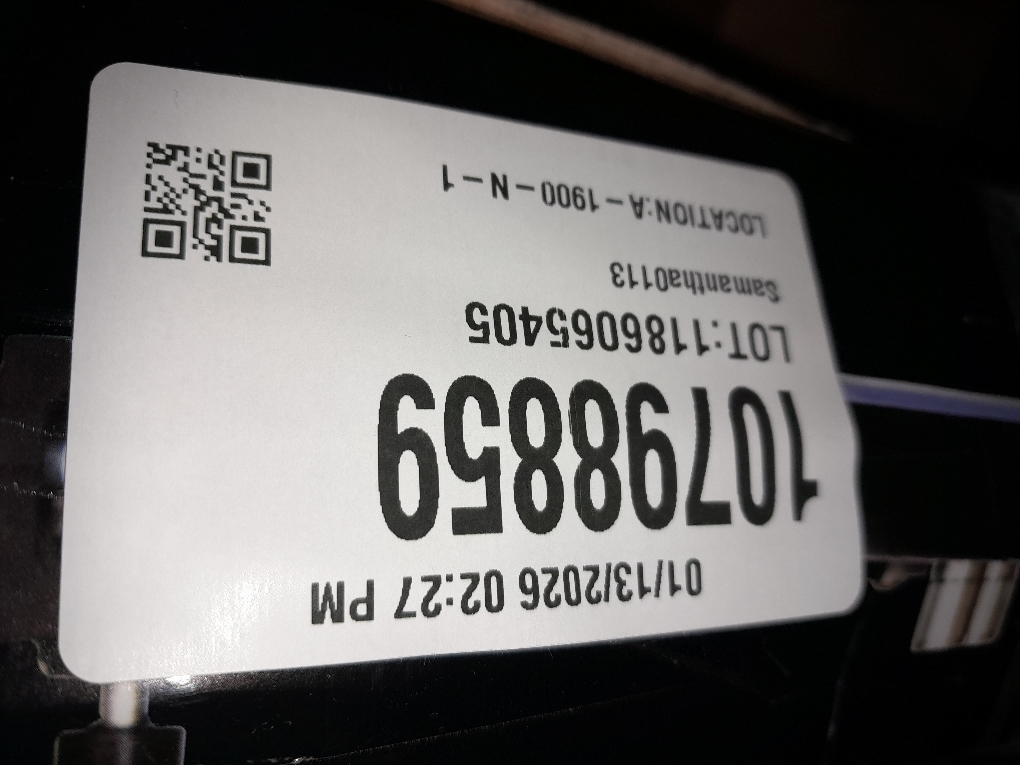 01/13/2026 02:27 PM
10798859
LOT:1186065405
Samantha0113
LOCATION:A-1900-N-1